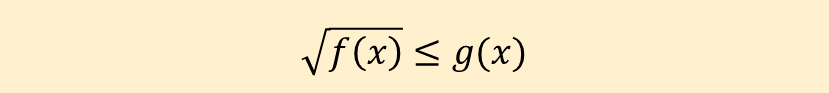 √f(x) ≤ g(x)